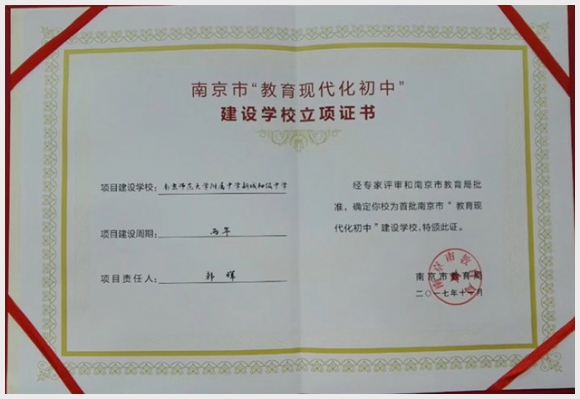 南京市“教育现代化初中”
建设学校立项证书
项目建设学校：南京师范大学附属中学新城初级中学
项目建设周期：两年
项目责任人：郭辉
经专家评审和南京市教育局批
准，确定你校为首批南京市“教育现
代化初中”建设学校，特颁此证。
南京市教育局
二〇一七年十一月